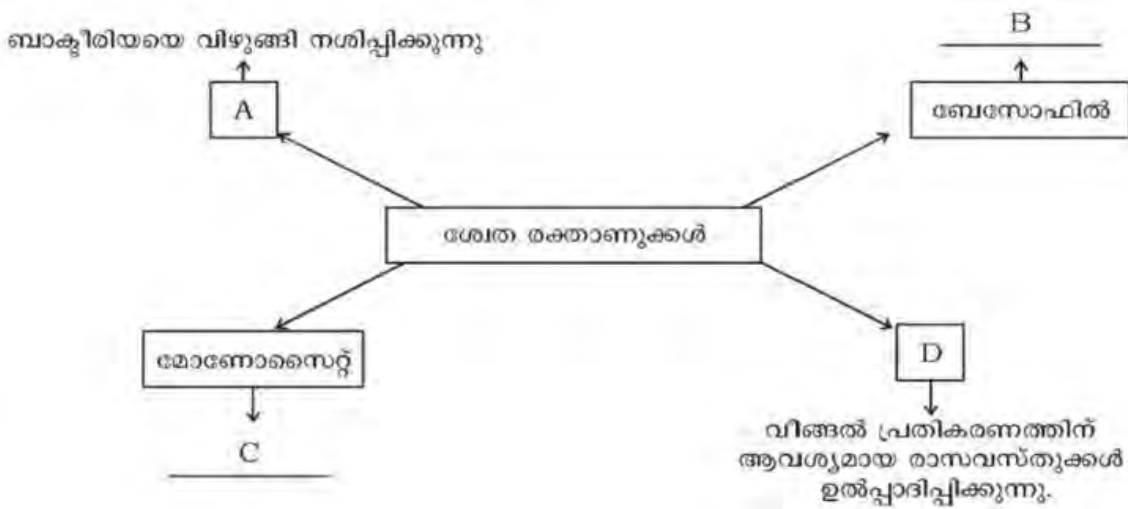 ബാക്ടീരിയയെ വിഴുങ്ങി നശിപ്പിക്കുന്നു
A
B
ബേസോഫിൽ
ശ്വേത രക്താണുക്കൾ
മോണോസൈറ്റ്
C
D
വീങ്ങൽ പ്രതികരണത്തിന്
ആവശ്യമായ രാസവസ്തുക്കൾ
ഉൽപ്പാദിപ്പിക്കുന്നു.